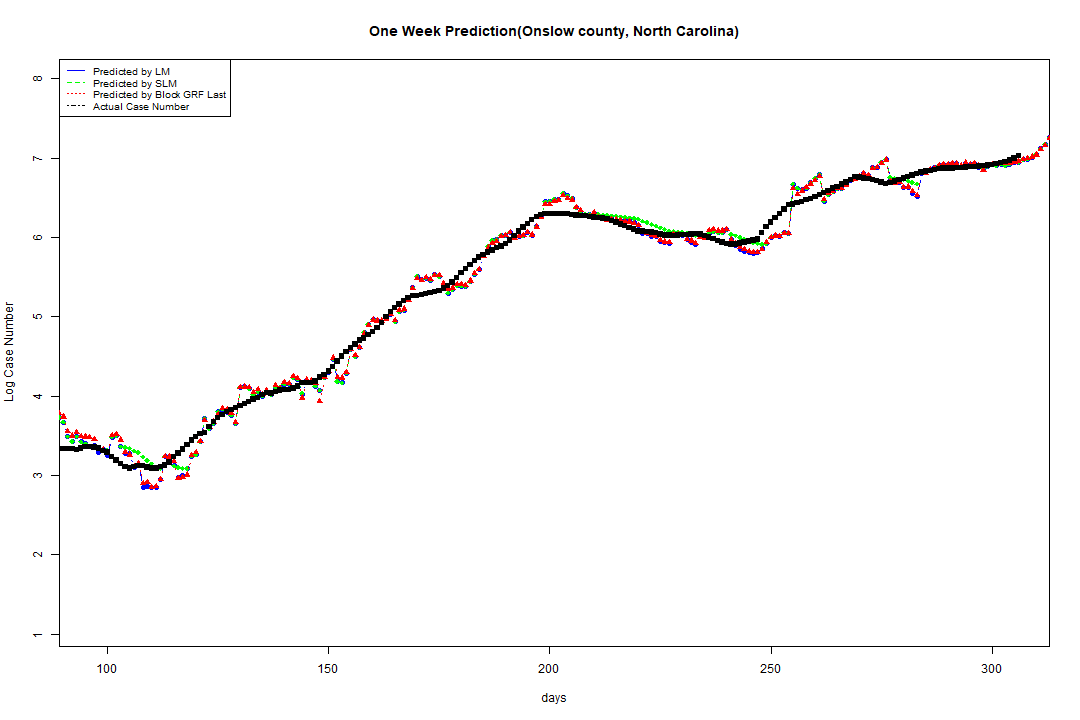 One Week Prediction(Onslow county, North Carolina)
Predicted by LM
Predicted by SLM
Predicted by Block GRF Last
Actual Case Number
8
7
6
5
4
3
2
1
Log Case Number
100 150 200 250 300
days